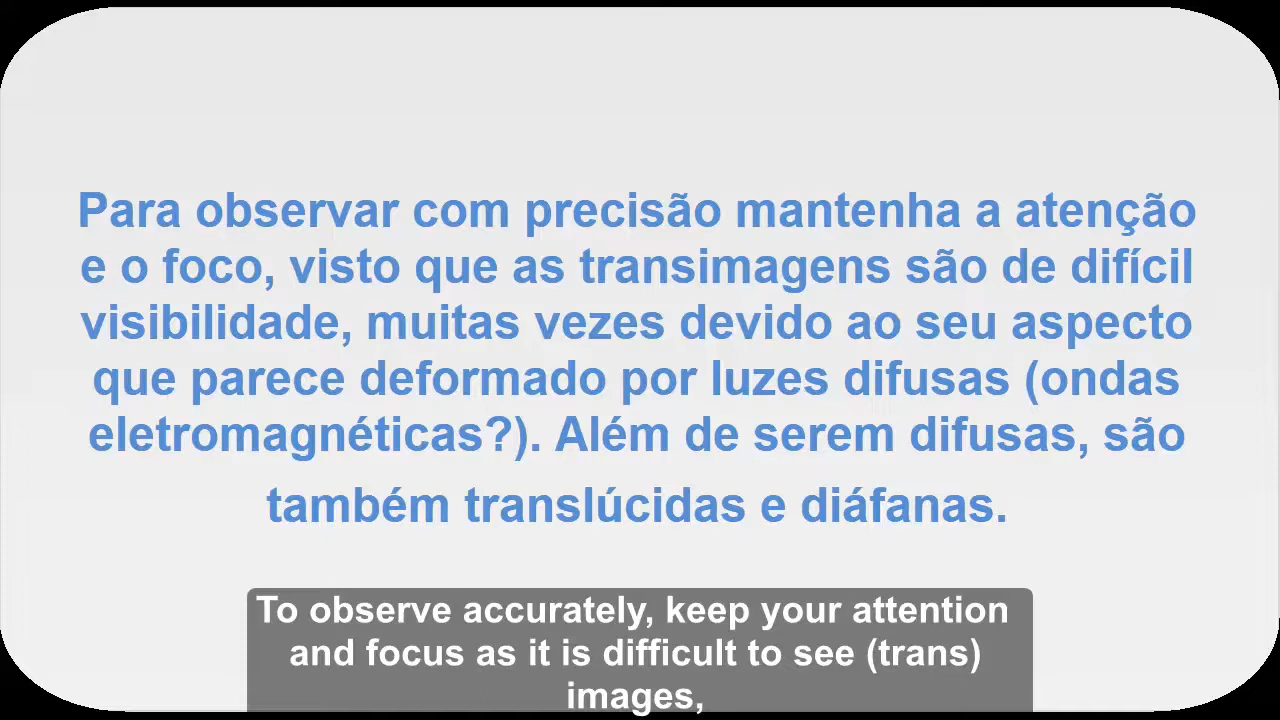 Para observar com precisão mantenha a atenção
e o foco, visto que as transimagens são de difícil
visibilidade, muitas vezes devido ao seu aspecto
que parece deformado por luzes difusas (ondas
eletromagnéticas?). Além de serem difusas, são
também translúcidas e diáfanas.
To observe accurately, keep your attention
and focus as it is difficult to see (trans)
images,